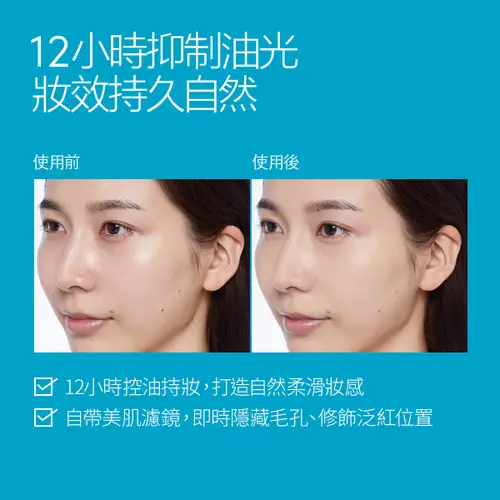 12小時抑制油光
妝效持久自然
使用前
使用後
12小時控油持妝,打造自然柔滑妝感
自帶美肌濾鏡,即時隱藏毛孔、修飾泛紅位置